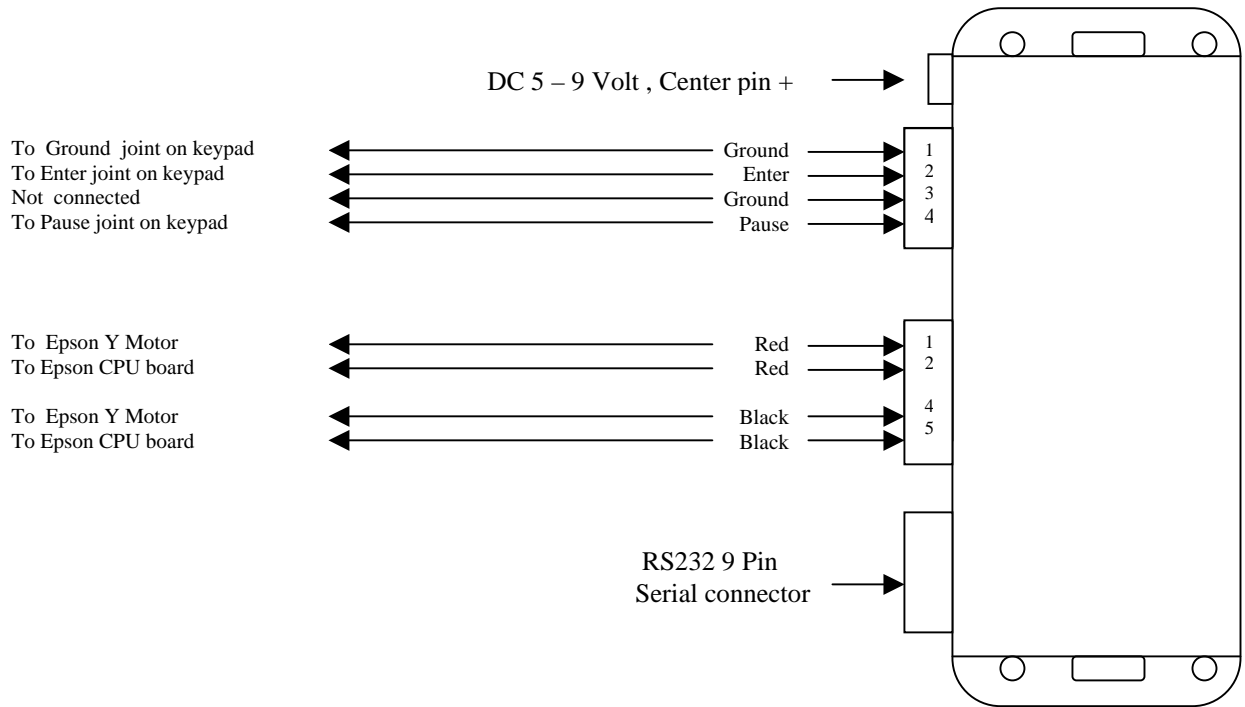 DC 5 – 9 Volt , Center pin +
To Ground joint on keypad Ground 1
To Enter joint on keypad Enter 2
Not connected Ground 3
To Pause joint on keypad Pause 4
To Epson Y Motor Red 1
To Epson CPU board Red 2
To Epson Y Motor Black 4
To Epson CPU board Black 5
RS232 9 Pin
Serial connector